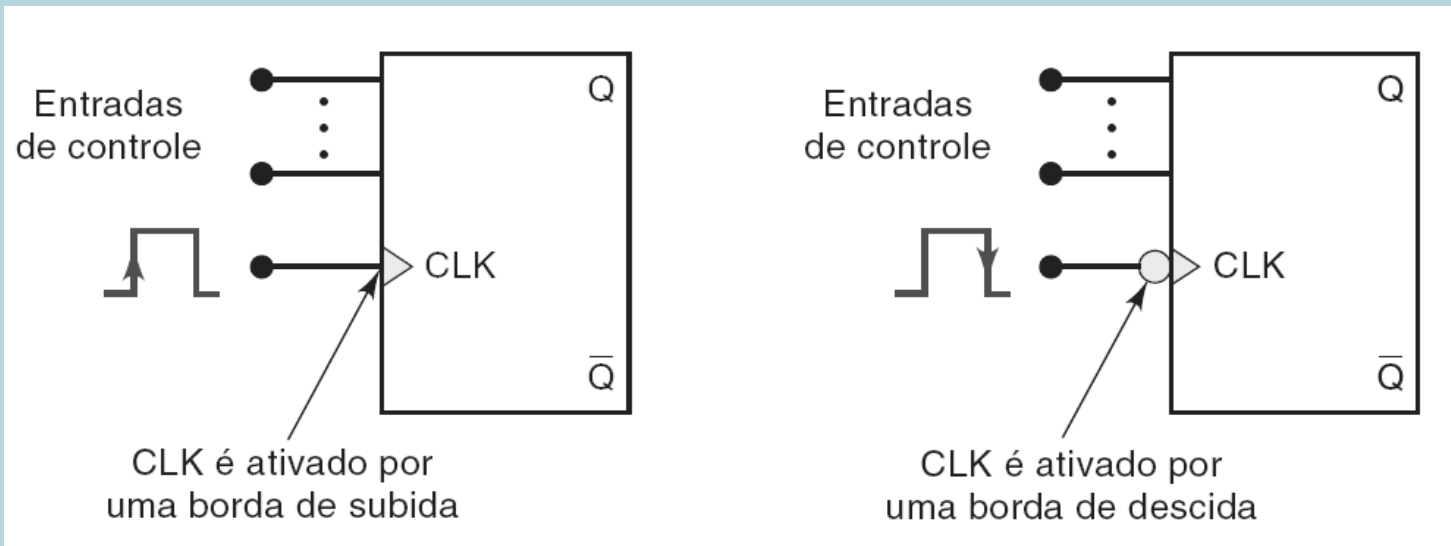 Entradas
de controle
Q
CLK
Q̅
CLK é ativado por
uma borda de subida
Entradas
de controle
Q
CLK
Q̅
CLK é ativado por
uma borda de descida